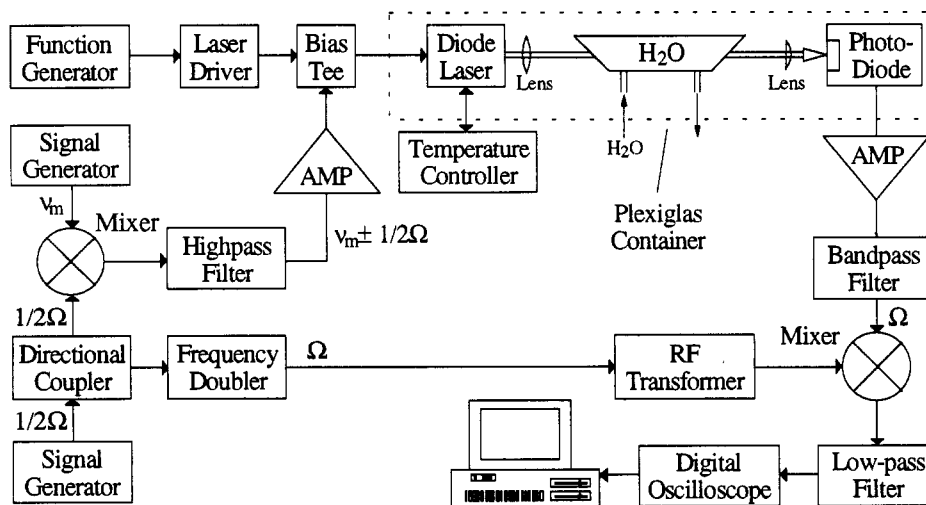 Function
Generator
Laser
Driver
Bias
Tee
Diode
Laser
Lens
H₂O
Lens
Photo-
Diode
Signal
Generator
AMP
Temperature
Controller
H₂O
AMP
νm
Mixer
Highpass
Filter
νm± 1/2Ω
Plexiglas
Container
Bandpass
Filter
1/2Ω
Ω
Directional
Coupler
Frequency
Doubler
Ω
RF
Transformer
Mixer
1/2Ω
Signal
Generator
Digital
Oscilloscope
Low-pass
Filter